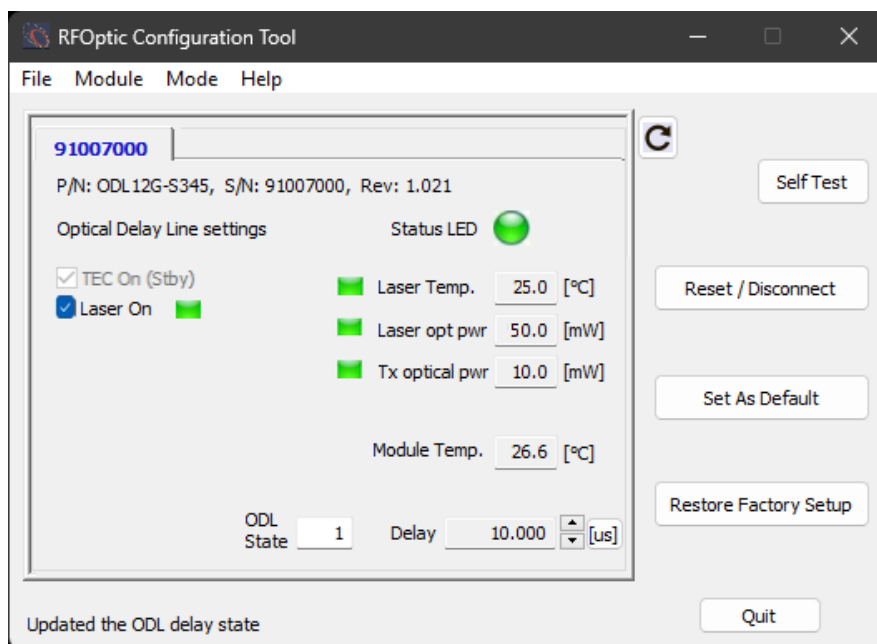 RFOptic Configuration Tool
File Module Mode Help
91007000
P/N: ODL12G-S345, S/N: 91007000, Rev: 1.021
Self Test
Optical Delay Line settings
Status LED
TEC On (Stby)
Laser On
Laser Temp. 25.0 [ºC]
Laser opt pwr 50.0 [mW]
Tx optical pwr 10.0 [mW]
Module Temp. 26.6 [ºC]
ODL State 1
Delay 10.000 [us]
Reset / Disconnect
Set As Default
Restore Factory Setup
Updated the ODL delay state
Quit